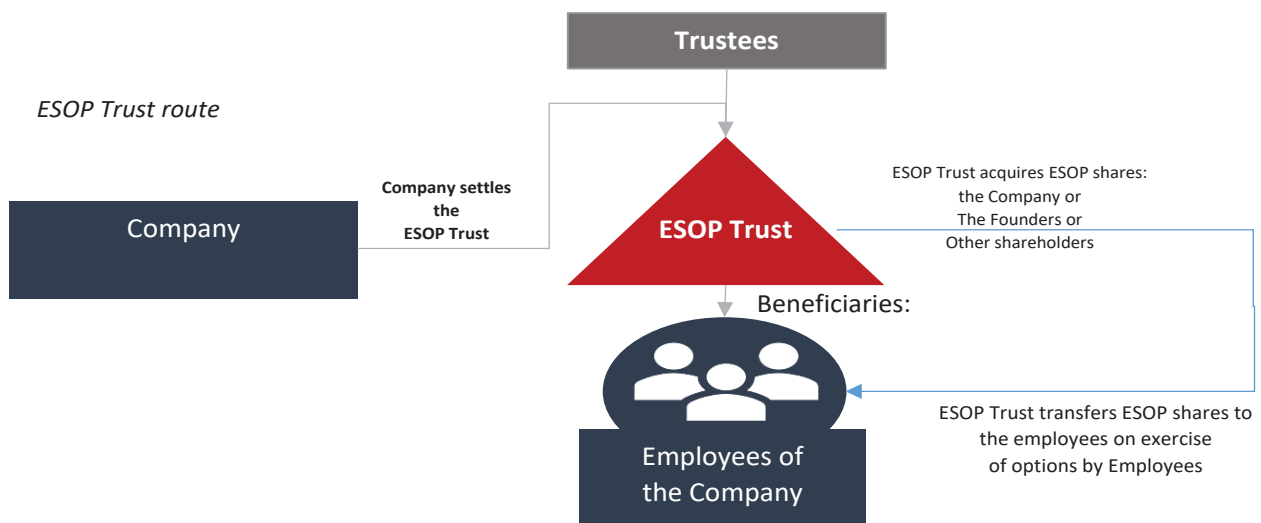 Trustees
ESOP Trust route
Company settles
the
ESOP Trust
Company
ESOP Trust
ESOP Trust acquires ESOP shares:
the Company or
The Founders or
Other shareholders
Beneficiaries:
ESOP Trust transfers ESOP shares to
the employees on exercise
of options by Employees
Employees of
the Company